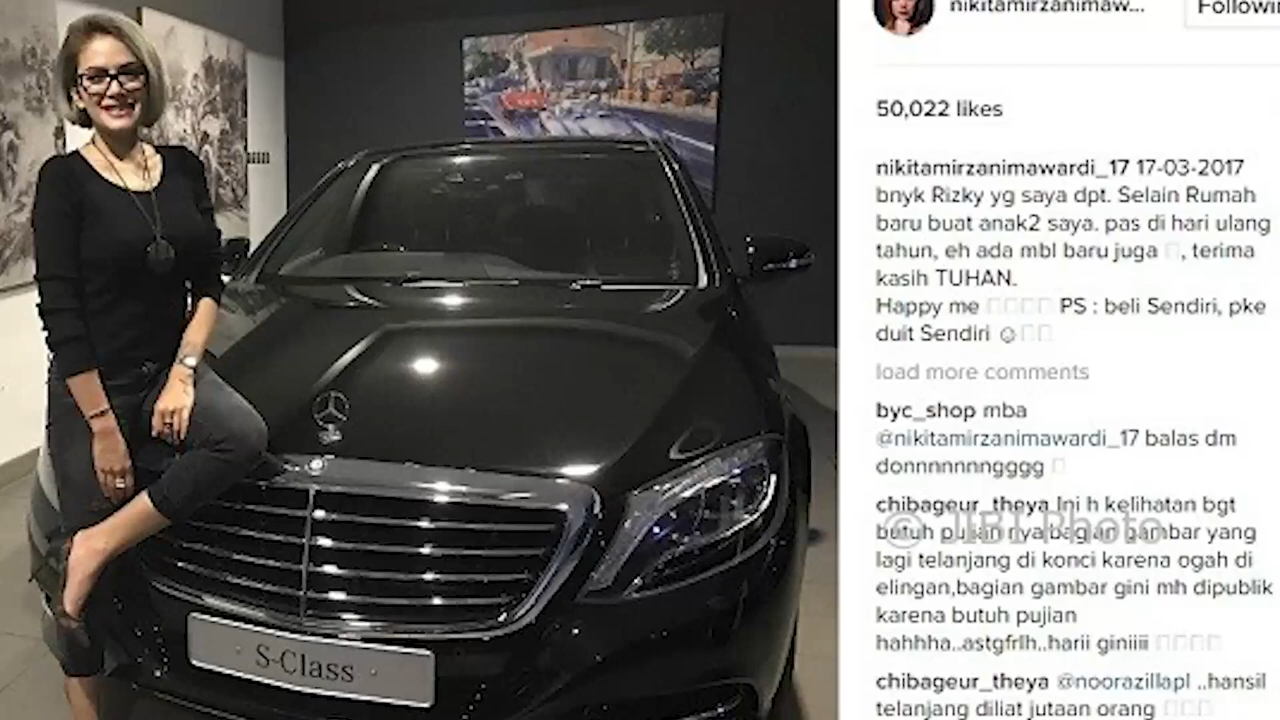 nikitamirzanimaw...
Followin
50,022 likes
nikitamirzanimawardi_17 17-03-2017
bnyk Rizky yg saya dpt. Selain Rumah
baru buat anak2 saya. pas di hari ulang
tahun, eh ada mbl baru juga , terima
kasih TUHAN.
Happy me PS : beli Sendiri, pke
duit Sendiri ☺
load more comments
byc_shop mba
@nikitamirzanimawardi_17 balas dm
donnnnnnngggg
chibageur_theya Ini h kelihatan bgt
butuh pujian nya bagian gambar yang
lagi telanjang di konci karena ogah di
elingan,bagian gambar gini mh dipublik
karena butuh pujian
hahhha..astgfrlh..harii giniiii
chibageur_theya @noorazillapl ..hansil
telanjang diliat jutaan orang
© JIBI Photo
S-Class